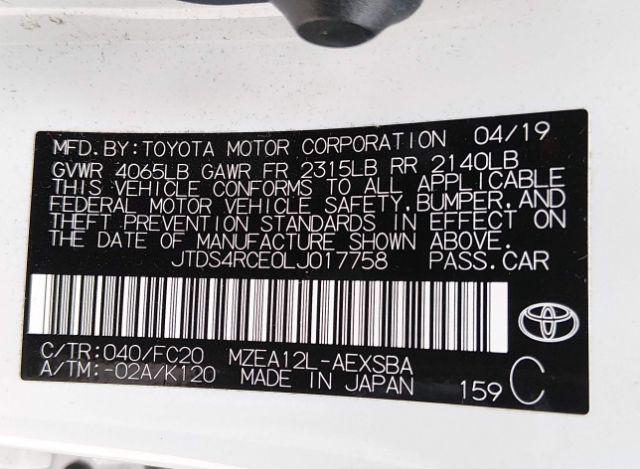 MFD. BY: TOYOTA MOTOR CORPORATION 04/19
GVWR 4065LB GAWR FR 2315LB RR 2140LB
THIS VEHICLE CONFORMS TO ALL APPLICABLE
FEDERAL MOTOR VEHICLE SAFETY, BUMPER, AND
THEFT PREVENTION STANDARDS IN EFFECT ON
THE DATE OF MANUFACTURE SHOWN ABOVE.
JTDS4RCE0LJ017758 PASS. CAR
C/TR: 040/FC20 MZEA12L-AEXSBA
A/TM: -02A/K120 MADE IN JAPAN 159 C